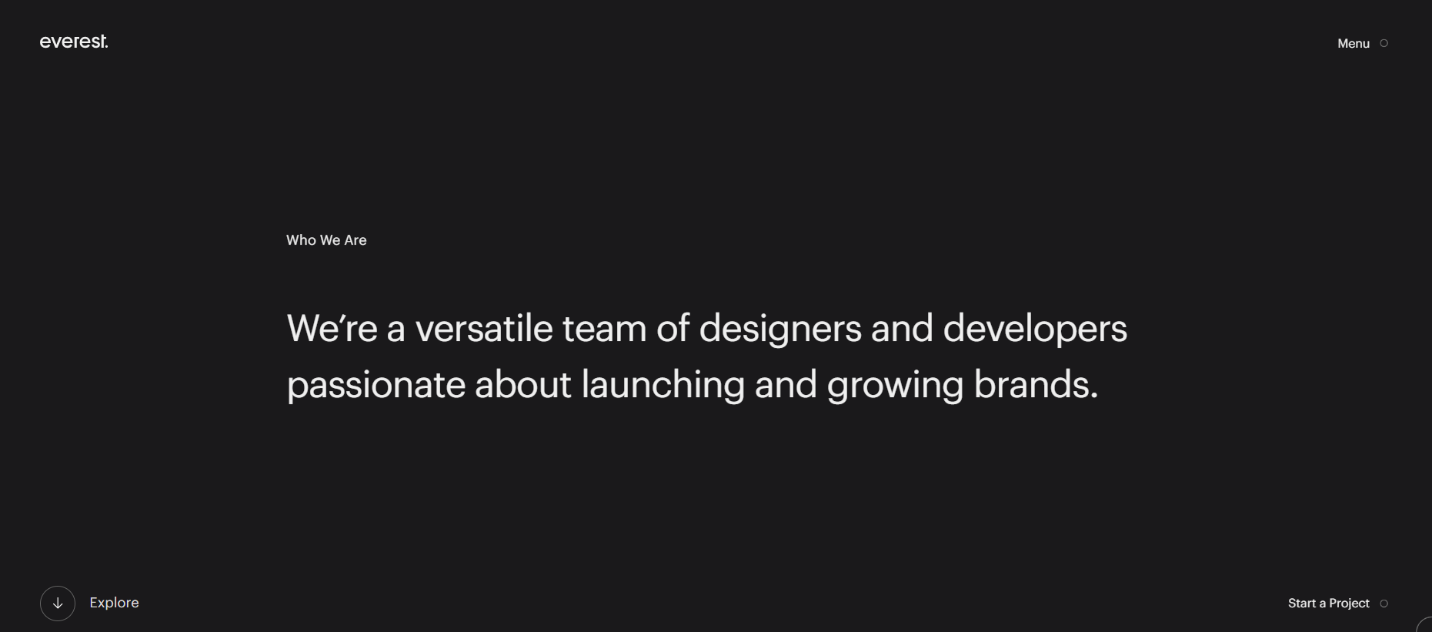 everest.
Menu
Who We Are
We’re a versatile team of designers and developers
passionate about launching and growing brands.
Explore
Start a Project